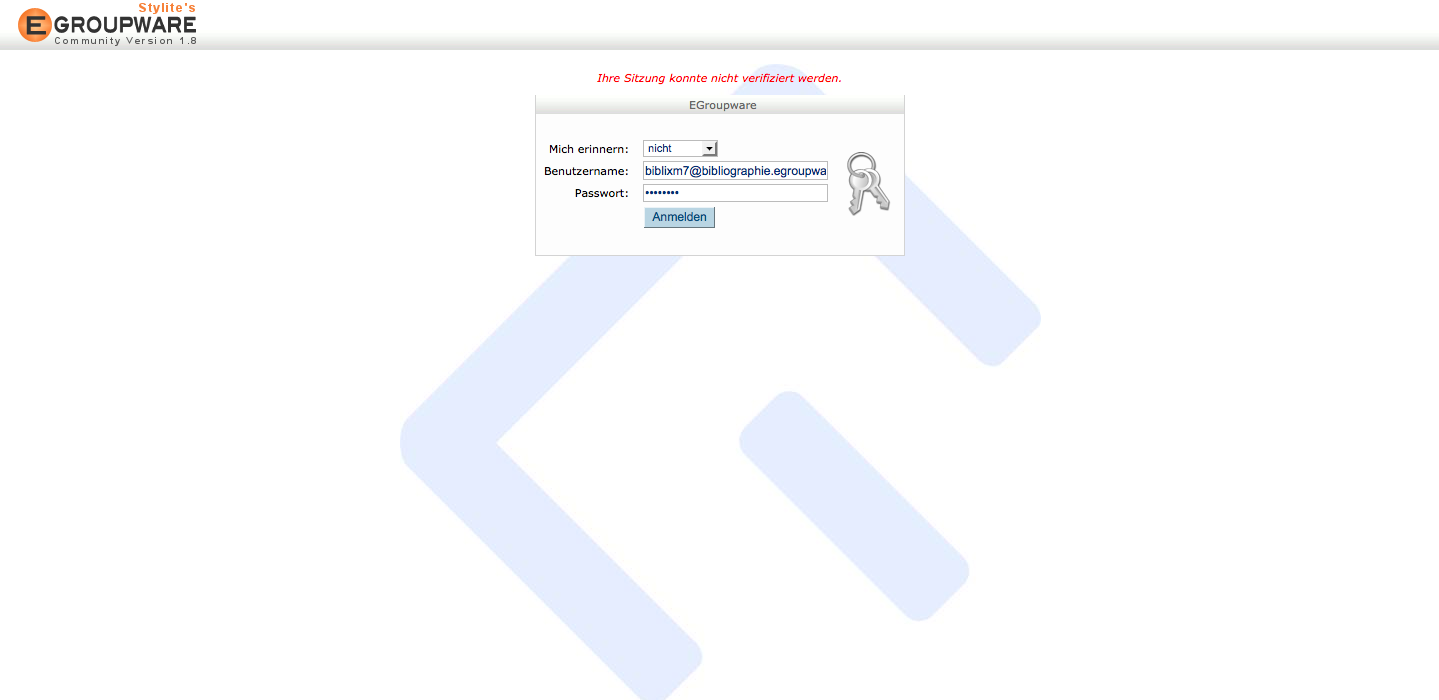 Stylite's
EGROUPWARE
Community Version 1.8
Ihre Sitzung konnte nicht verifiziert werden.
EGroupware
Mich erinnern: nicht
Benutzername: biblixm7@bibliographie.egroupwa
Passwort: ••••••••
Anmelden